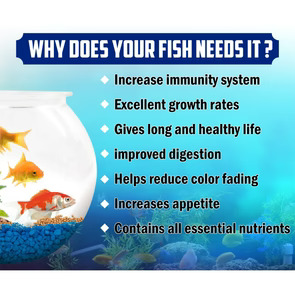 WHY DOES YOUR FISH NEEDS IT ?
Increase immunity system
Excellent growth rates
Gives long and healthy life
improved digestion
Helps reduce color fading
Increases appetite
Contains all essential nutrients